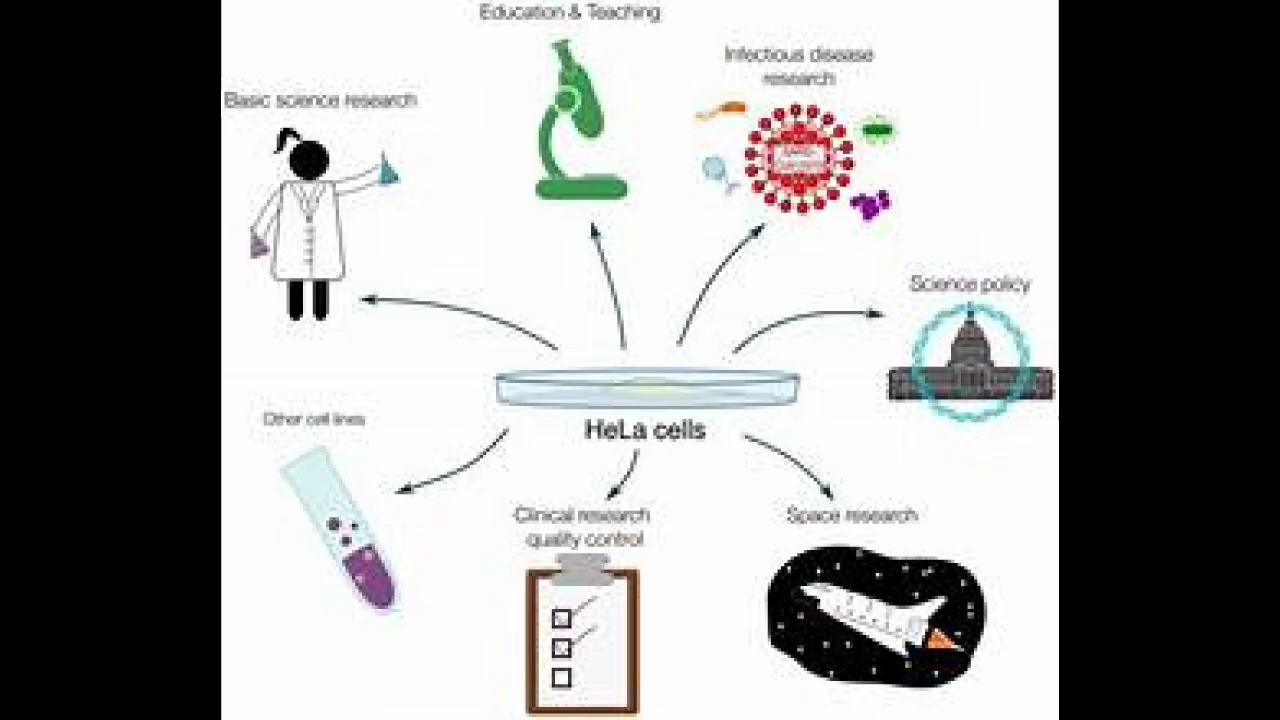 Education & Teaching
Infectious disease
research
Basic science research
Science policy
HeLa cells
Other cell lines
Clinical research
quality control
Space research